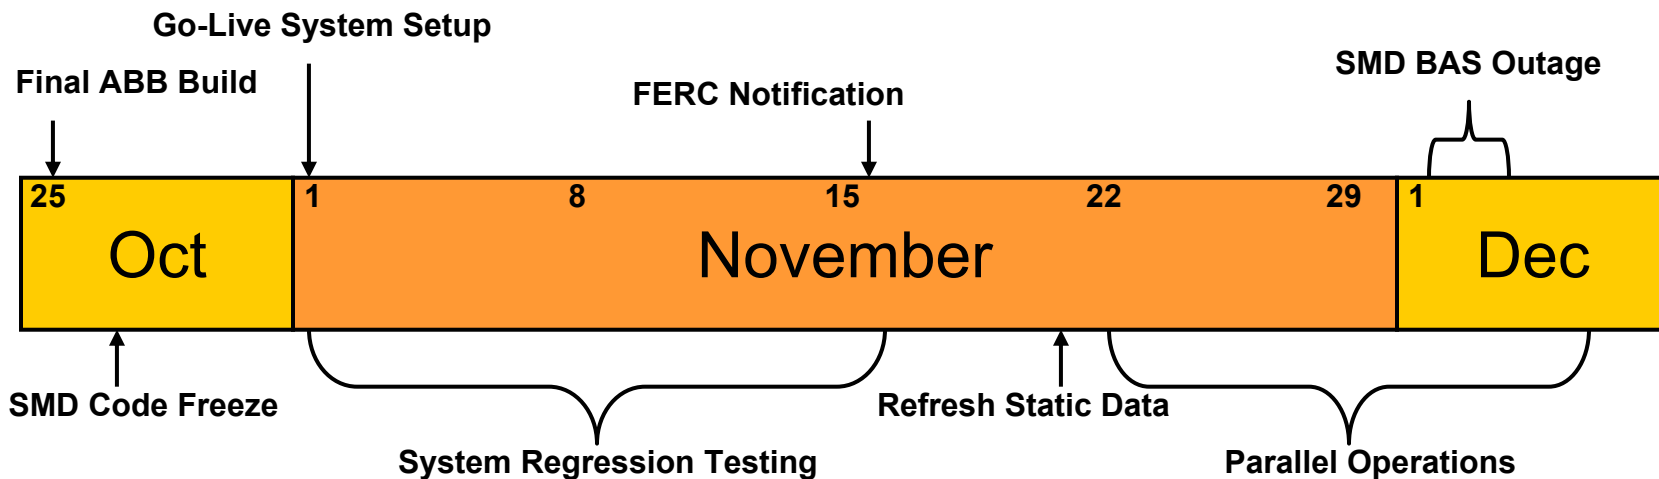 Go-Live System Setup
Final ABB Build
FERC Notification
SMD BAS Outage
25
1
8
15
22
29
1
Oct
November
Dec
SMD Code Freeze
Refresh Static Data
System Regression Testing
Parallel Operations